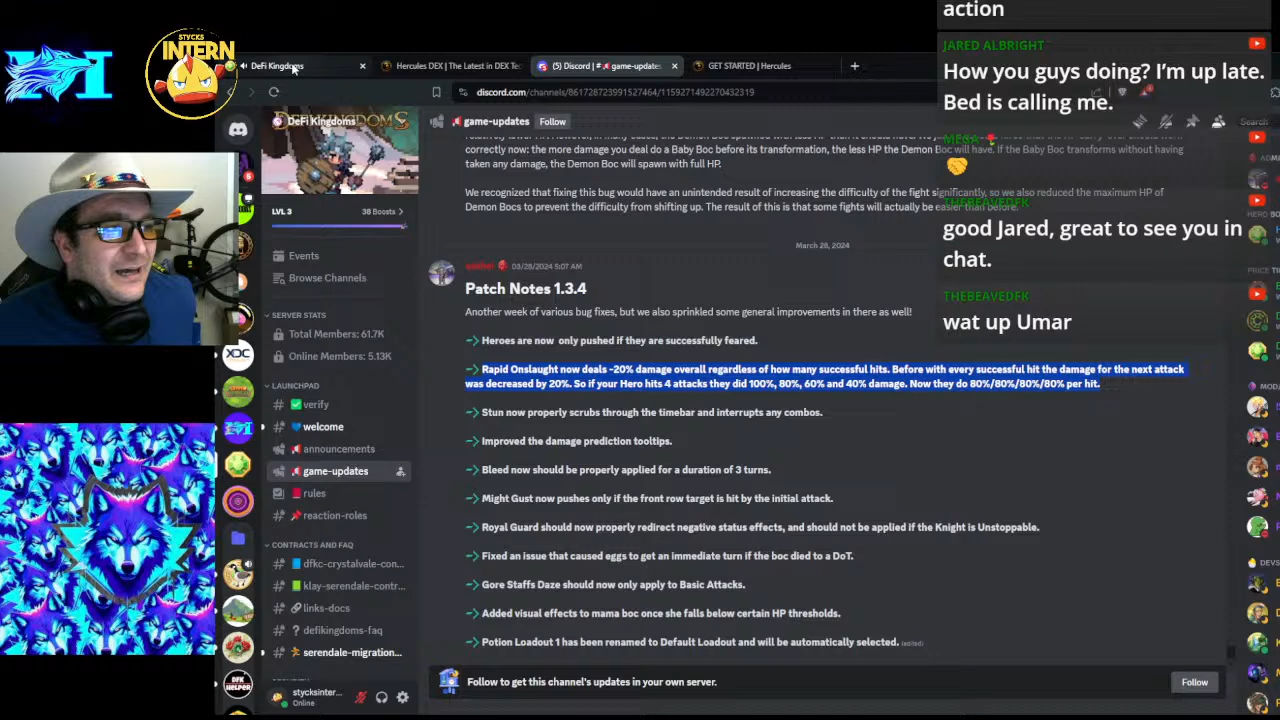 action
JARED ALBRIGHT
How you guys doing? I'm up late.
Bed is calling me.
MEGA
THEBEAVEDFK
good Jared, great to see you in
chat.
THEBEAVEDFK
wat up Umar
STYCKS
INTERN
DeFi Kingdoms
Hercules DEX | The Latest in DEX Te
(5) Discord | # game-updates
GET STARTED | Hercules
discord.com/channels/861728723991527464/1159271492270432319
DeFi Kingdoms
game-updates
Follow
Search
correctly now: the more damage you deal do a Baby Boc before its transformation, the less HP the Demon Boc will have. If the Baby Boc transforms without having
taken any damage, the Demon Boc will spawn with full HP.
We recognized that fixing this bug would have an unintended result of increasing the difficulty of the fight significantly, so we also reduced the maximum HP of
Demon Bocs to prevent the difficulty from shifting up. The result of this is that some fights will actually be easier than before.
March 28, 2024
03/28/2024 5:07 AM
Patch Notes 1.3.4
Another week of various bug fixes, but we also sprinkled some general improvements in there as well!
Heroes are now only pushed if they are successfully feared.
Rapid Onslaught now deals -20% damage overall regardless of how many successful hits. Before with every successful hit the damage for the next attack
was decreased by 20%. So if your Hero hits 4 attacks they did 100%, 80%, 60% and 40% damage. Now they do 80%/80%/80%/80% per hit.
Stun now properly scrubs through the timebar and interrupts any combos.
Improved the damage prediction tooltips.
Bleed now should be properly applied for a duration of 3 turns.
Might Gust now pushes only if the front row target is hit by the initial attack.
Royal Guard should now properly redirect negative status effects, and should not be applied if the Knight is Unstoppable.
Fixed an issue that caused eggs to get an immediate turn if the boc died to a DoT.
Gore Staffs Daze should now only apply to Basic Attacks.
Added visual effects to mama boc once she falls below certain HP thresholds.
Potion Loadout 1 has been renamed to Default Loadout and will be automatically selected. (edited)
Follow to get this channel's updates in your own server.
Follow
LVL 3
38 Boosts
Events
Browse Channels
SERVER STATS
Total Members: 61.7K
Online Members: 5.13K
LAUNCHPAD
verify
welcome
announcements
game-updates
rules
reaction-roles
CONTRACTS AND FAQ
dfkc-crystalvale-con...
klay-serendale-contr...
links-docs
defikingdoms-faq
serendale-migration...
stycksinter...
Online
XDC
DFK
HELPER
PRICE TI
MOD
DEVS